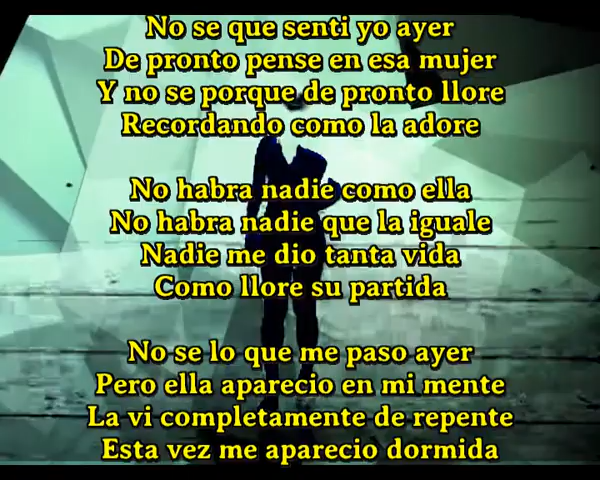 No se que senti yo ayer
De pronto pense en esa mujer
Y no se porque de pronto llore
Recordando como la adore
No habra nadie como ella
No habra nadie que la iguale
Nadie me dio tanta vida
Como llore su partida
No se lo que me paso ayer
Pero ella aparecio en mi mente
La vi completamente de repente
Esta vez me aparecio dormida